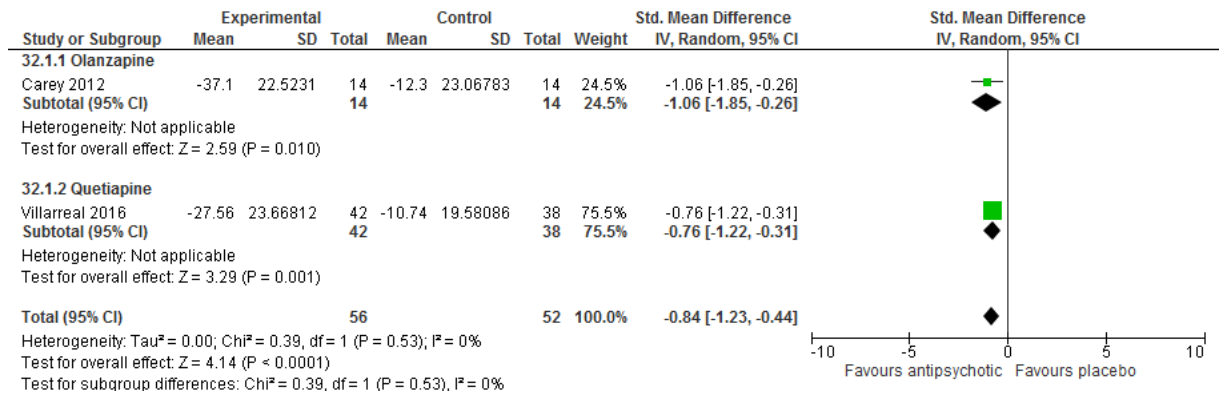 Experimental Control Std. Mean Difference Std. Mean Difference
Study or Subgroup Mean SD Total Mean SD Total Weight IV, Random, 95% CI IV, Random, 95% CI
32.1.1 Olanzapine
Carey 2012 -37.1 22.5231 14 -12.3 23.06783 14 24.5% -1.06 [-1.85, -0.26]
Subtotal (95% CI) 14 14 24.5% -1.06 [-1.85, -0.26]
Heterogeneity: Not applicable
Test for overall effect: Z = 2.59 (P = 0.010)
32.1.2 Quetiapine
Villarreal 2016 -27.56 23.66812 42 -10.74 19.58086 38 75.5% -0.76 [-1.22, -0.31]
Subtotal (95% CI) 42 38 75.5% -0.76 [-1.22, -0.31]
Heterogeneity: Not applicable
Test for overall effect: Z = 3.29 (P = 0.001)
Total (95% CI) 56 52 100.0% -0.84 [-1.23, -0.44]
Heterogeneity: Tau² = 0.00; Chi² = 0.39, df = 1 (P = 0.53); I² = 0%
Test for overall effect: Z = 4.14 (P < 0.0001)
Test for subgroup differences: Chi² = 0.39, df = 1 (P = 0.53), I² = 0%
-10 -5 0 5 10
Favours antipsychotic Favours placebo